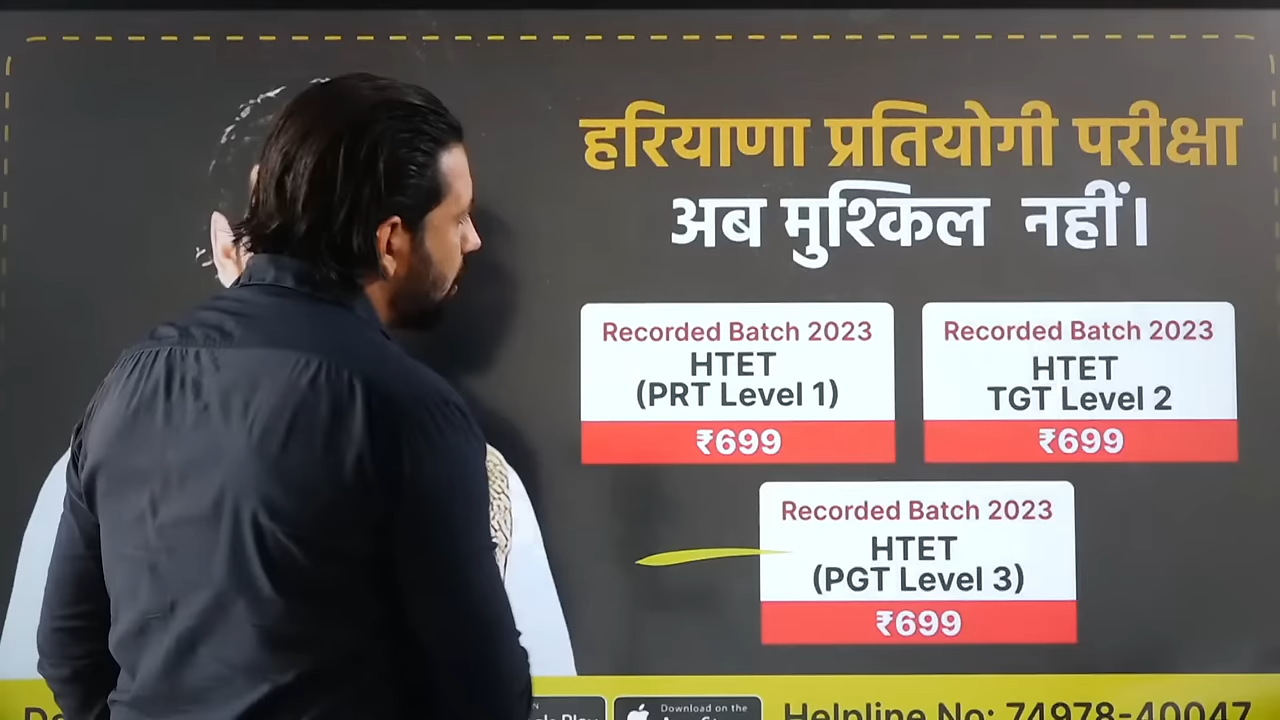 हरियाणा प्रतियोगी परीक्षा
अब मुश्किल नहीं।
Recorded Batch 2023
HTET
(PRT Level 1)
₹699
Recorded Batch 2023
HTET
TGT Level 2
₹699
Recorded Batch 2023
HTET
(PGT Level 3)
₹699
Download on the
Helpline No: 74978-40047